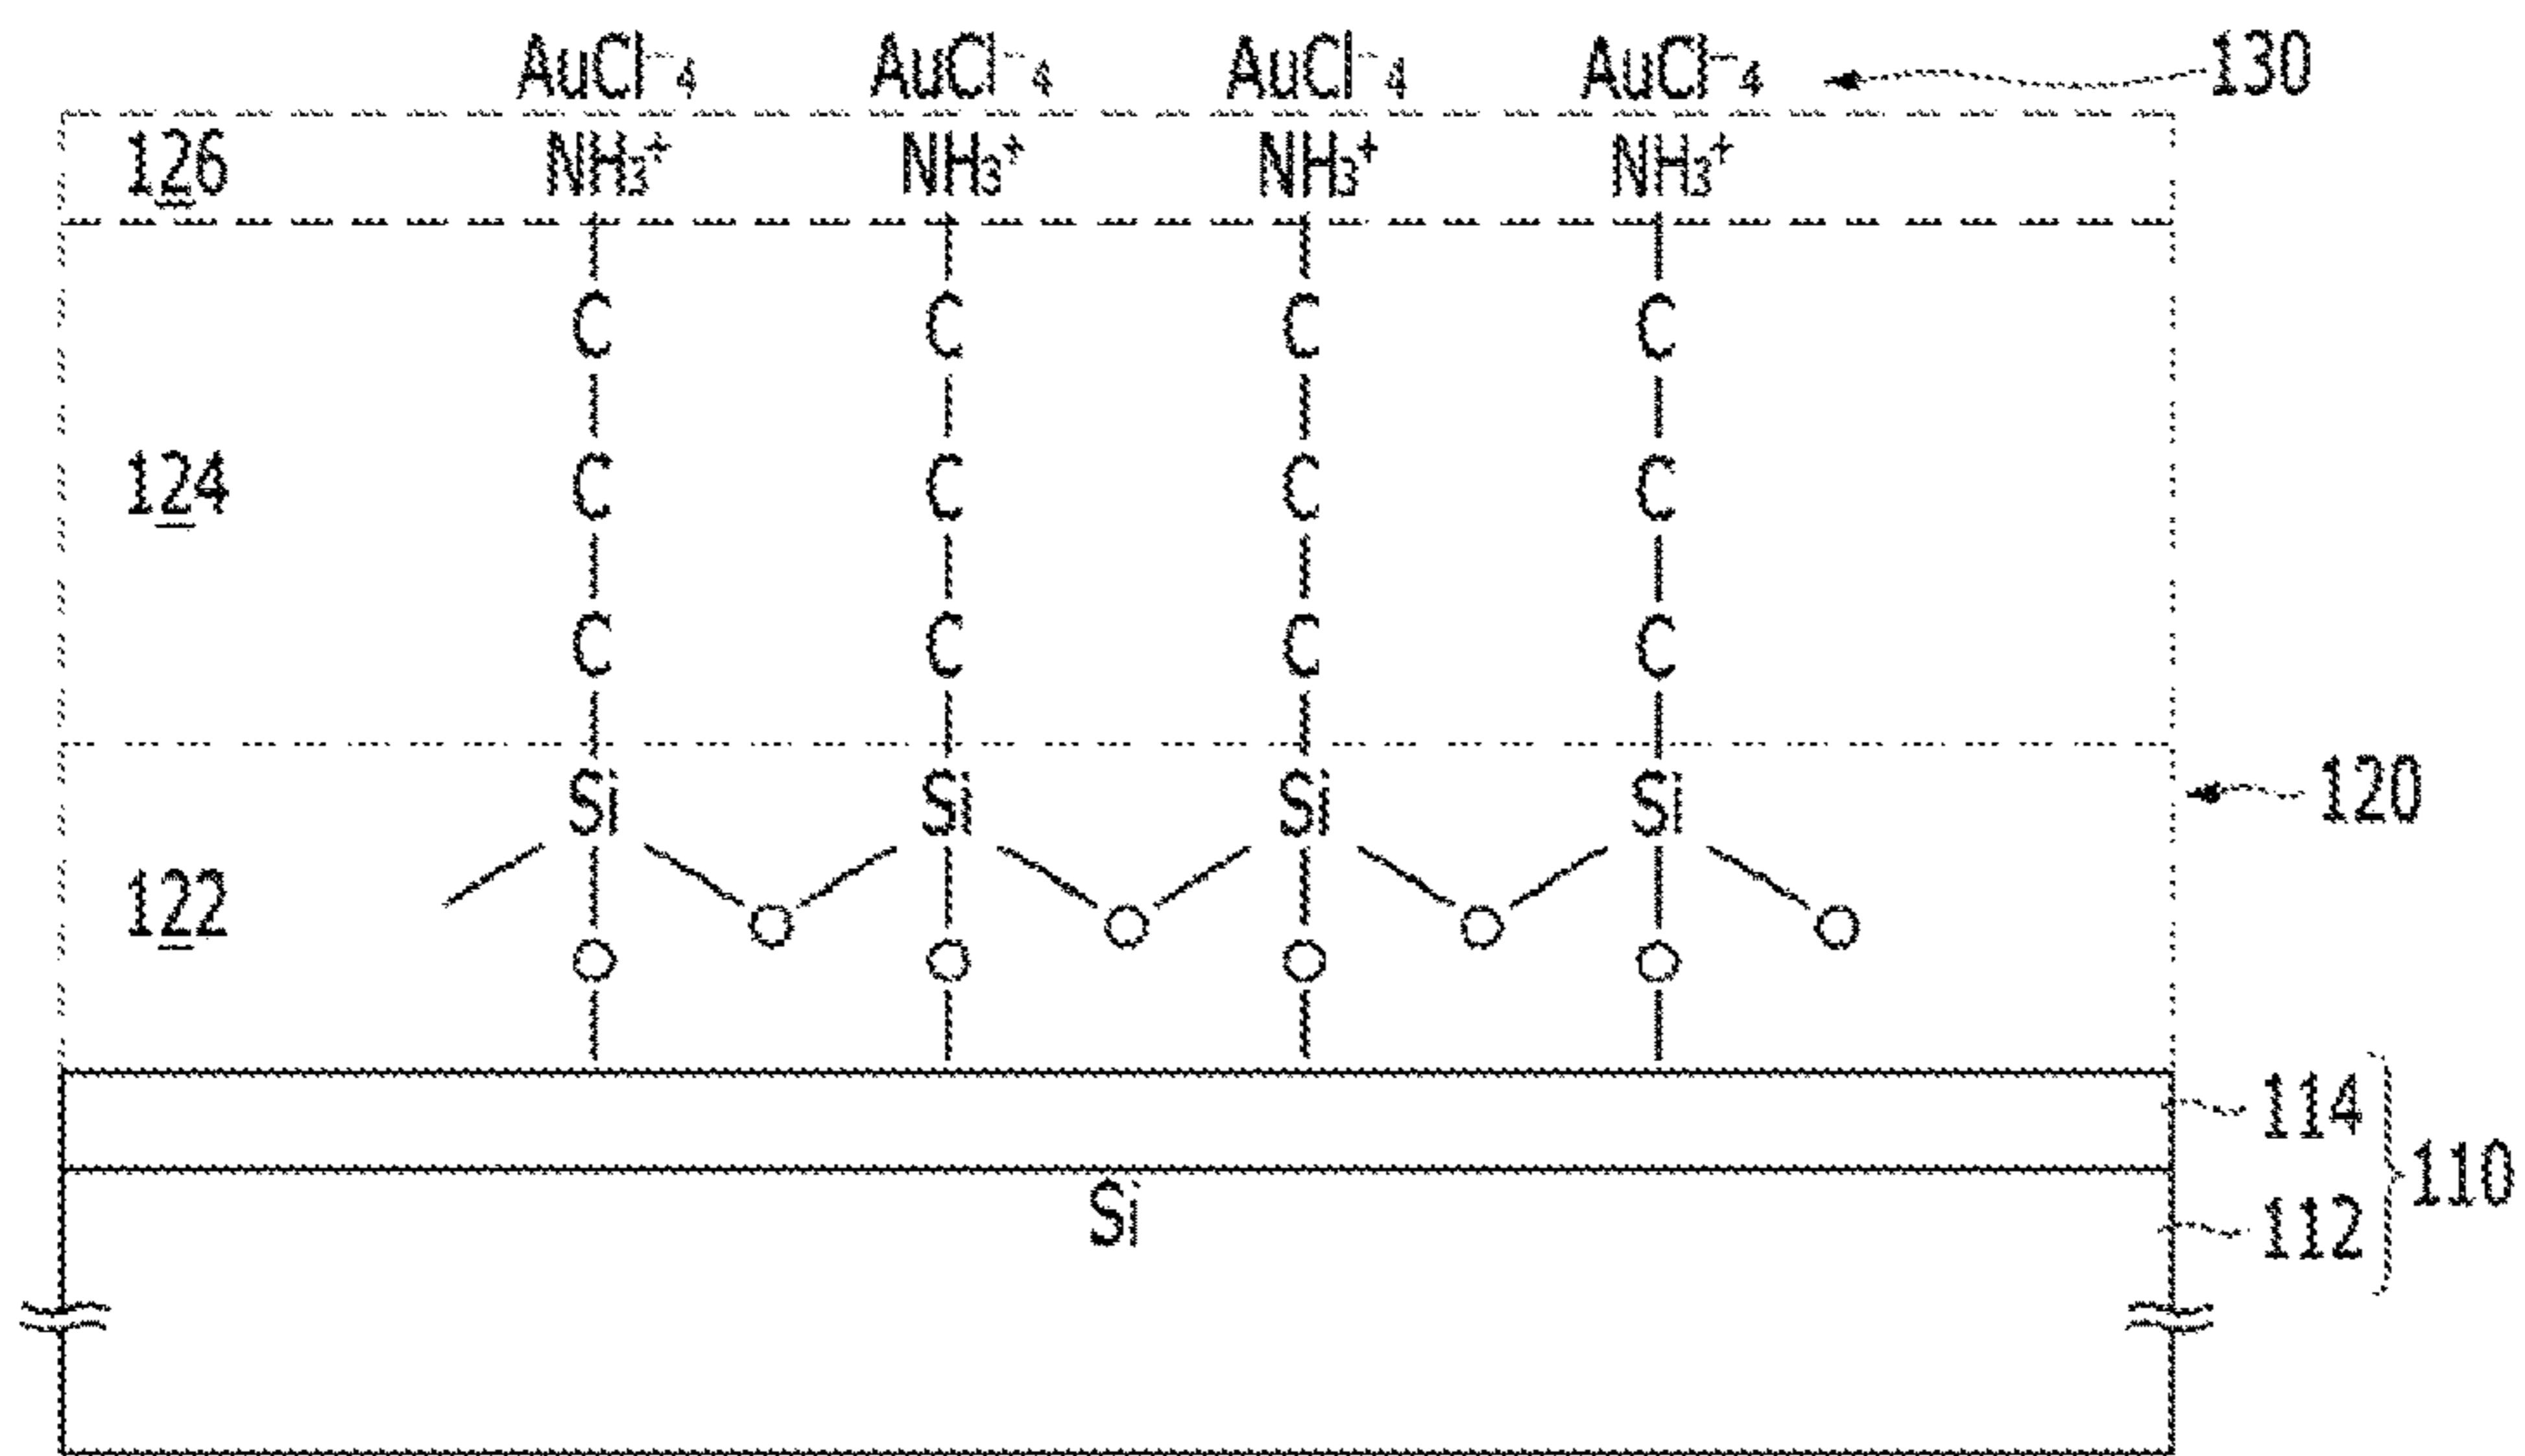 AuCl⁻₄ AuCl⁻₄ AuCl⁻₄ AuCl⁻₄ 130
126 NH₃⁺ NH₃⁺ NH₃⁺ NH₃⁺
C C C C
124 C C C C
C C C C
Si Si Si Si 120
122 O O O O
O O O O
114
110
Si 112